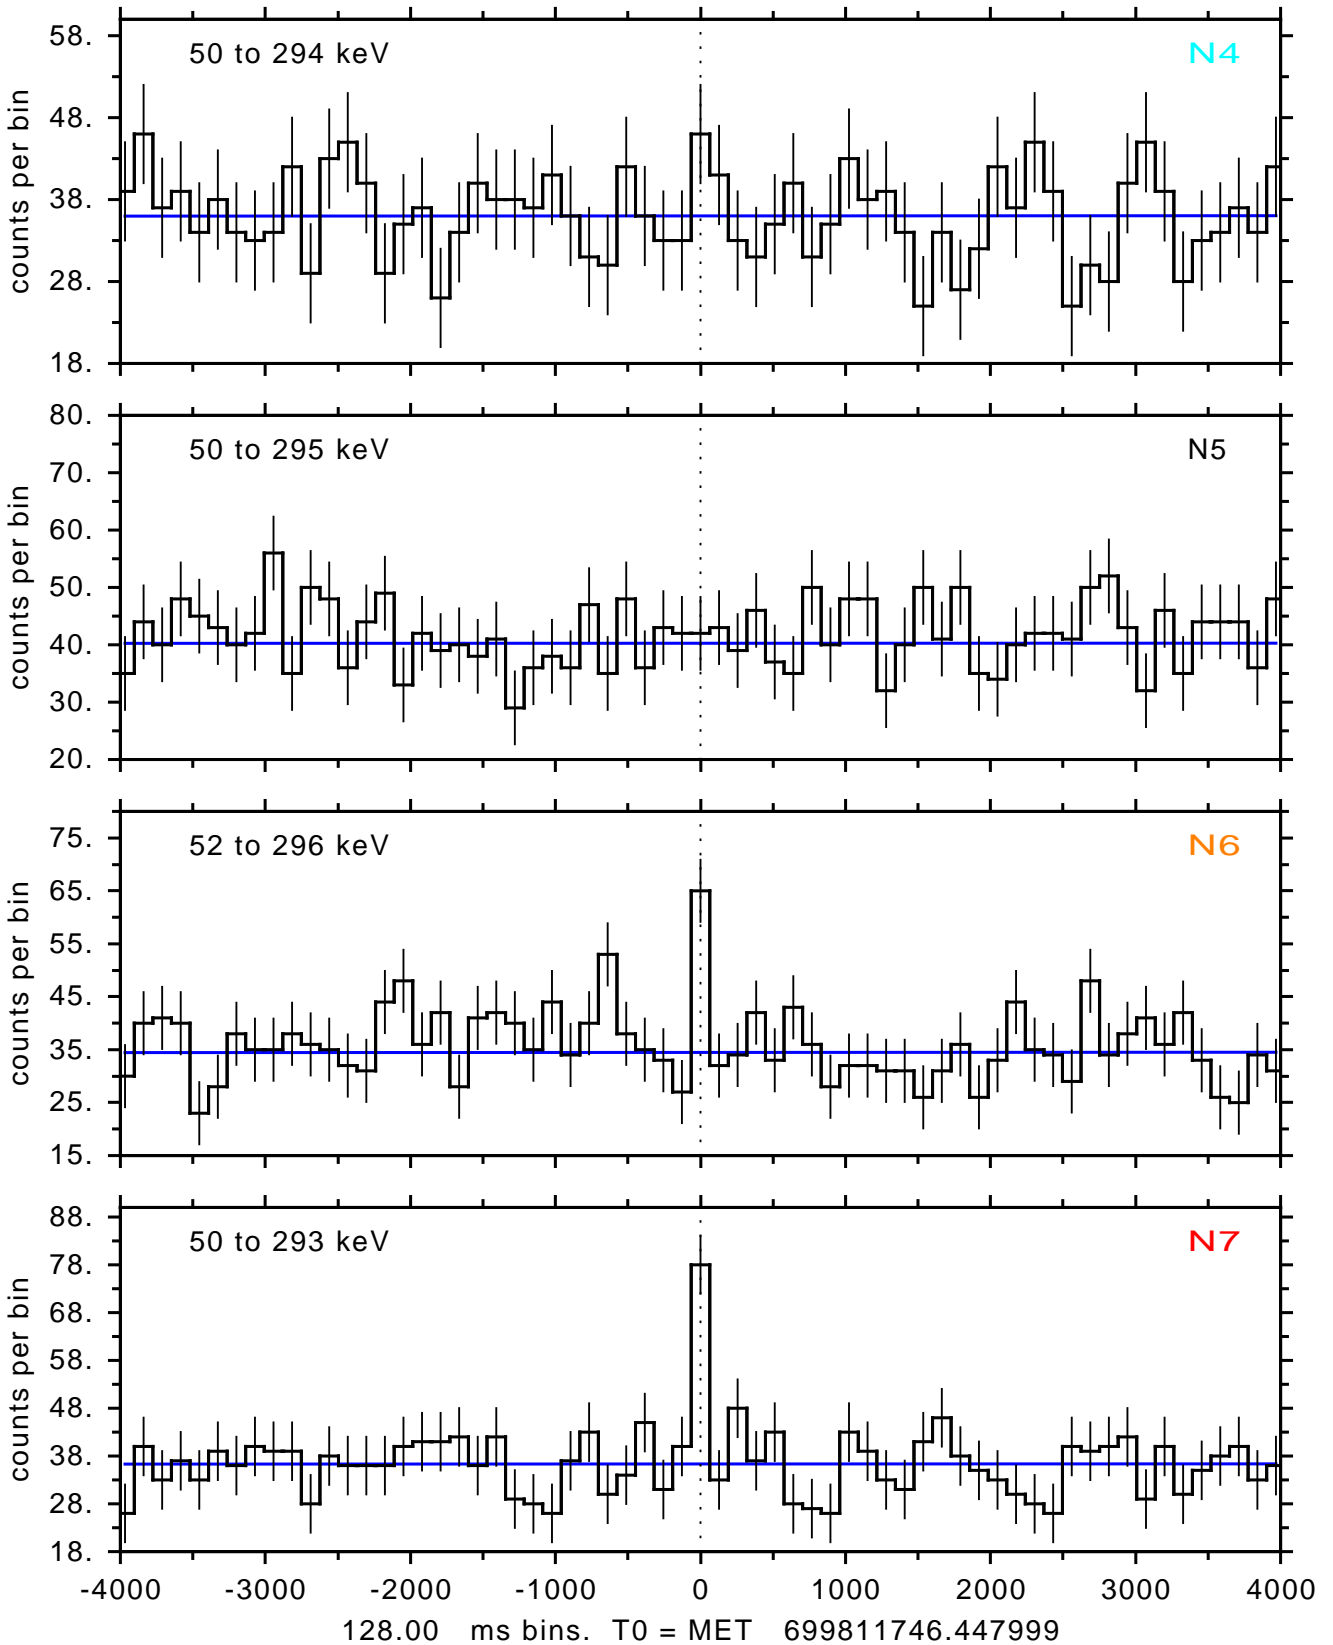 50 to 294 keV N4
58.
48.
38.
28.
18.
counts per bin
50 to 295 keV N5
80.
70.
60.
50.
40.
30.
20.
counts per bin
52 to 296 keV N6
75.
65.
55.
45.
35.
25.
15.
counts per bin
50 to 293 keV N7
88.
78.
68.
58.
48.
38.
28.
18.
counts per bin
-4000 -3000 -2000 -1000 0 1000 2000 3000 4000
128.00 ms bins. T0 = MET 699811746.447999